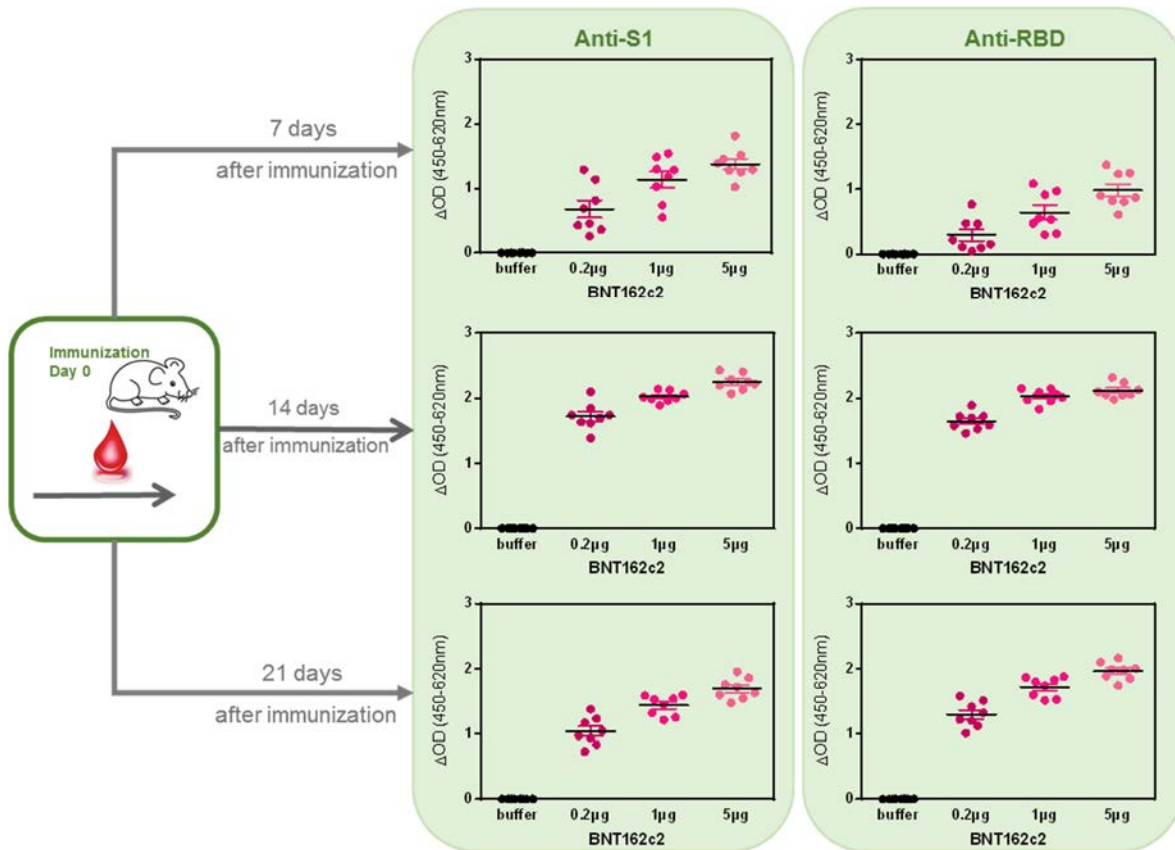 Immunization
Day 0
7 days
after immunization
14 days
after immunization
21 days
after immunization
Anti-S1
3
2
1
0
ΔOD (450-620nm)
buffer 0.2µg 1µg 5µg
BNT162c2
3
2
1
0
ΔOD (450-620nm)
buffer 0.2µg 1µg 5µg
BNT162c2
3
2
1
0
ΔOD (450-620nm)
buffer 0.2µg 1µg 5µg
BNT162c2
Anti-RBD
3
2
1
0
ΔOD (450-620nm)
buffer 0.2µg 1µg 5µg
BNT162c2
3
2
1
0
ΔOD (450-620nm)
buffer 0.2µg 1µg 5µg
BNT162c2
3
2
1
0
ΔOD (450-620nm)
buffer 0.2µg 1µg 5µg
BNT162c2